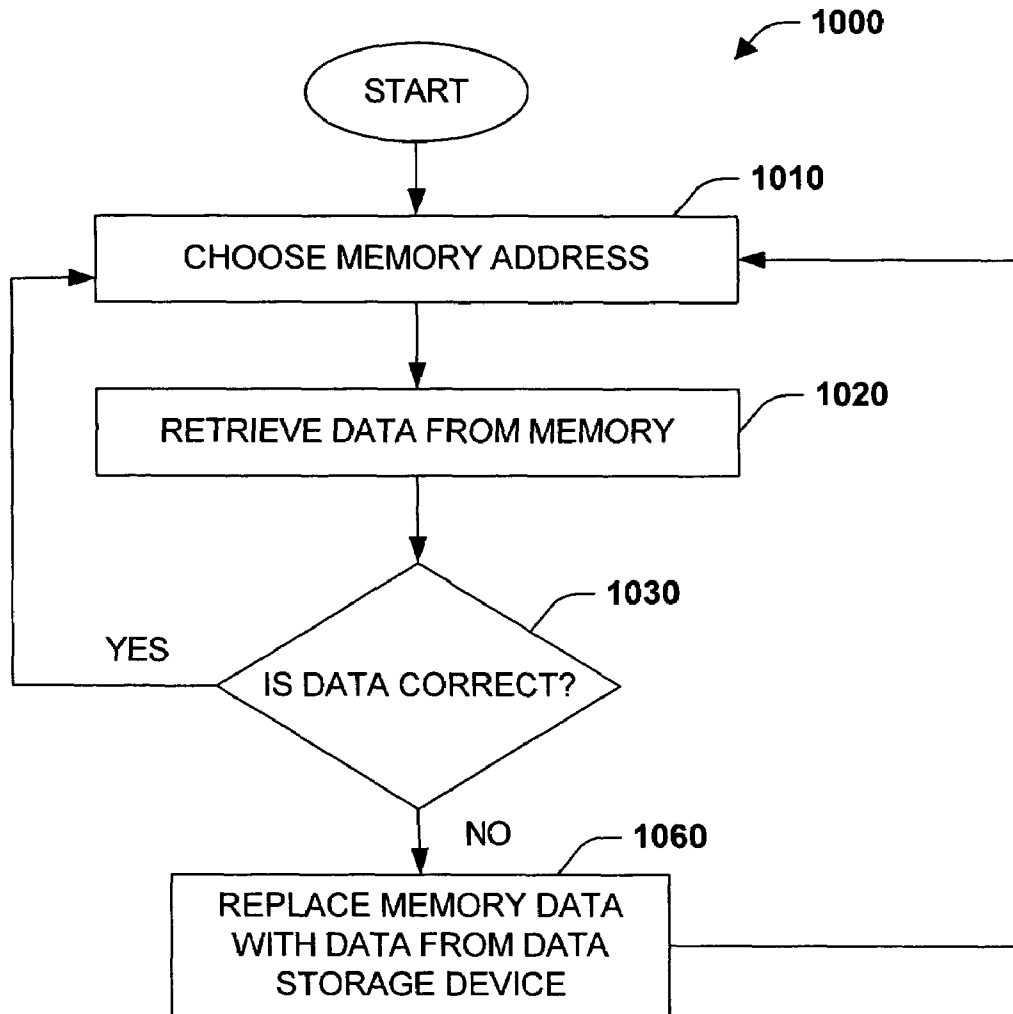 1000
START
1010
CHOOSE MEMORY ADDRESS
1020
RETRIEVE DATA FROM MEMORY
1030
YES
IS DATA CORRECT?
NO
1060
REPLACE MEMORY DATA
WITH DATA FROM DATA
STORAGE DEVICE